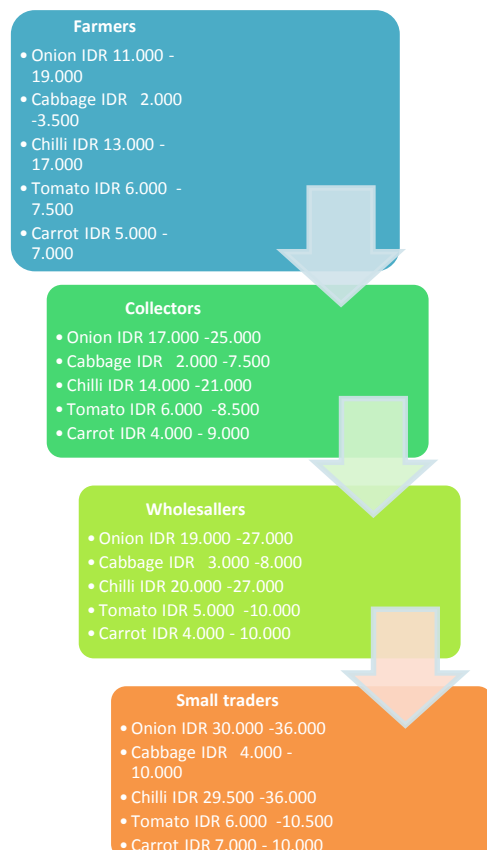 Farmers
• Onion IDR 11.000 -
19.000
• Cabbage IDR 2.000
-3.500
• Chilli IDR 13.000 -
17.000
• Tomato IDR 6.000 -
7.500
• Carrot IDR 5.000 -
7.000
Collectors
• Onion IDR 17.000 -25.000
• Cabbage IDR 2.000 -7.500
• Chilli IDR 14.000 -21.000
• Tomato IDR 6.000 -8.500
• Carrot IDR 4.000 - 9.000
Wholesallers
• Onion IDR 19.000 -27.000
• Cabbage IDR 3.000 -8.000
• Chilli IDR 20.000 -27.000
• Tomato IDR 5.000 -10.000
• Carrot IDR 4.000 - 10.000
Small traders
• Onion IDR 30.000 -36.000
• Cabbage IDR 4.000 -
10.000
• Chilli IDR 29.500 -36.000
• Tomato IDR 6.000 -10.500
• Carrot IDR 7.000 - 10.000